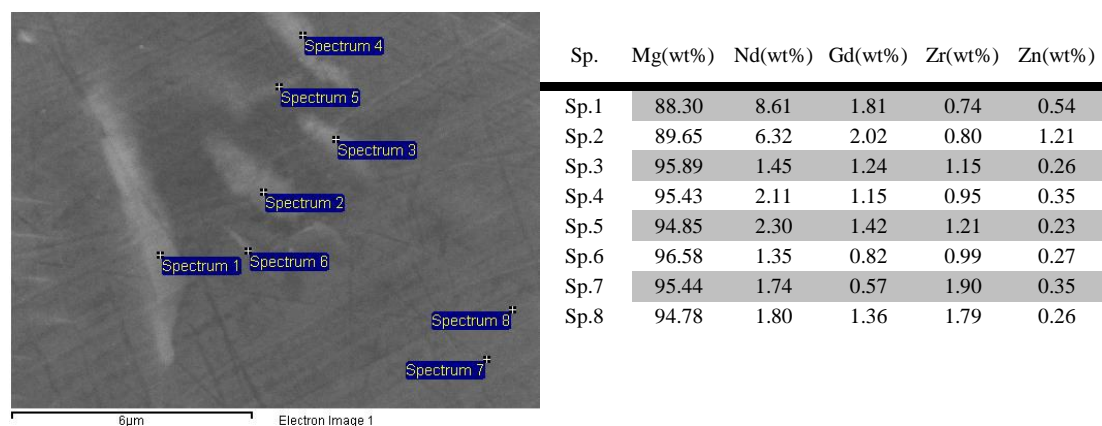 Spectrum 4
Spectrum 5
Spectrum 3
Spectrum 2
Spectrum 1
Spectrum 6
Spectrum 8
Spectrum 7
6µm
Electron Image 1
Sp. Mg(wt%) Nd(wt%) Gd(wt%) Zr(wt%) Zn(wt%)
Sp.1 88.30 8.61 1.81 0.74 0.54
Sp.2 89.65 6.32 2.02 0.80 1.21
Sp.3 95.89 1.45 1.24 1.15 0.26
Sp.4 95.43 2.11 1.15 0.95 0.35
Sp.5 94.85 2.30 1.42 1.21 0.23
Sp.6 96.58 1.35 0.82 0.99 0.27
Sp.7 95.44 1.74 0.57 1.90 0.35
Sp.8 94.78 1.80 1.36 1.79 0.26